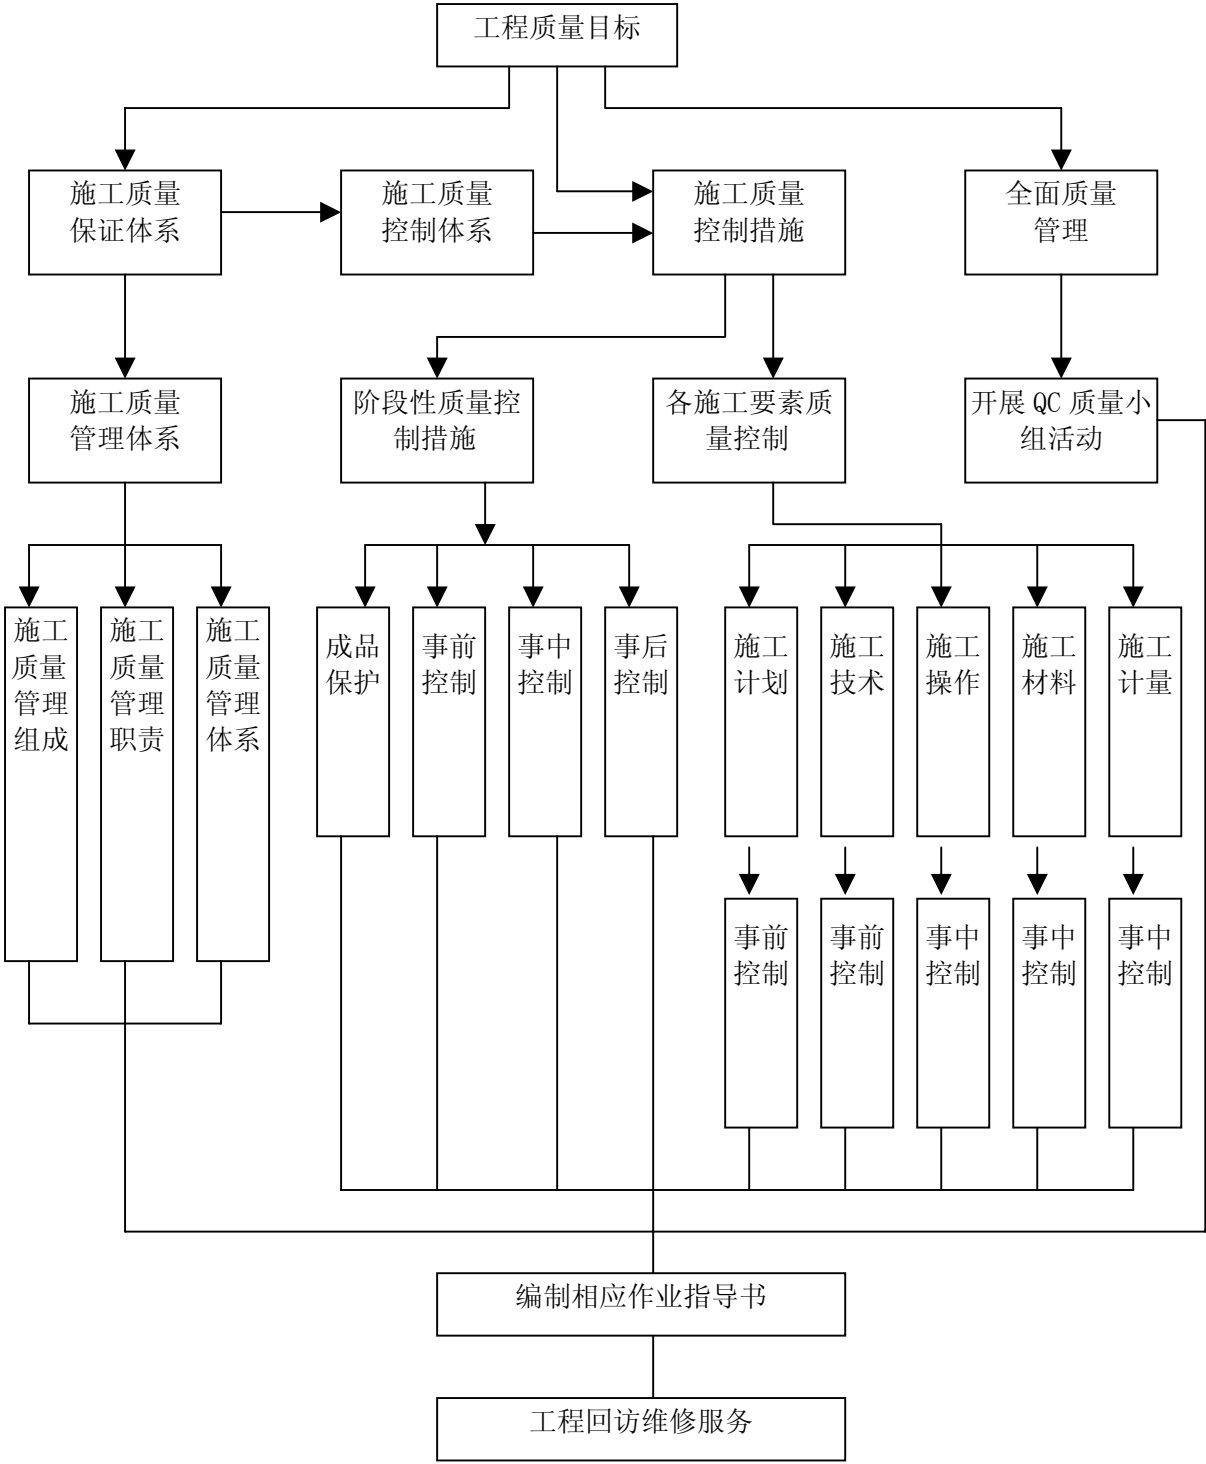 工程质量目标
施工质量
保证体系
施工质量
控制体系
施工质量
控制措施
全面质量
管理
施工质量
管理体系
阶段性质量控
制措施
各施工要素质
量控制
开展 QC 质量小
组活动
施工
质量
管理
组成
施工
质量
管理
职责
施工
质量
管理
体系
成品
保护
事前
控制
事中
控制
事后
控制
施工
计划
施工
技术
施工
操作
施工
材料
施工
计量
事前
控制
事前
控制
事中
控制
事中
控制
事中
控制
编制相应作业指导书
工程回访维修服务